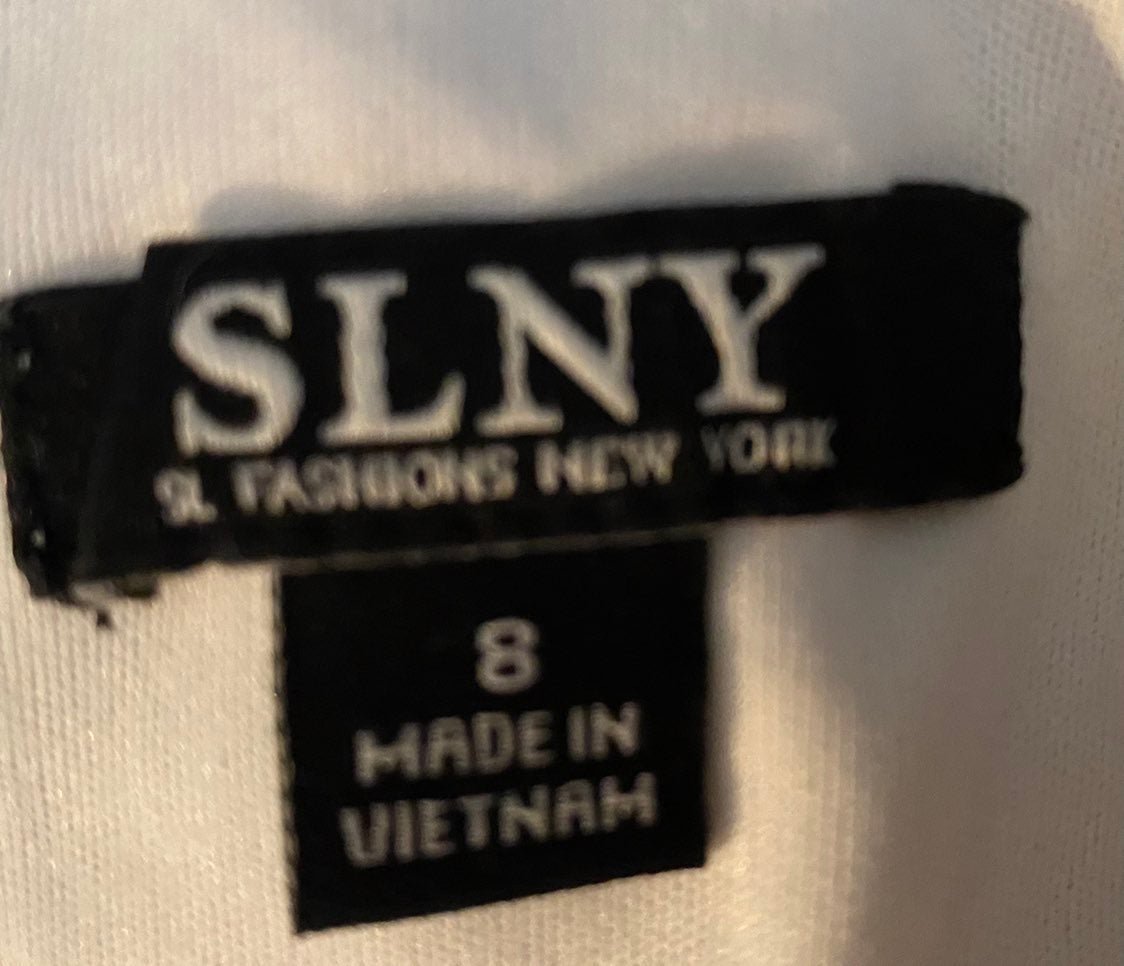 SLNY
SL FASHIONS NEW YORK
8
MADE IN
VIETNAM